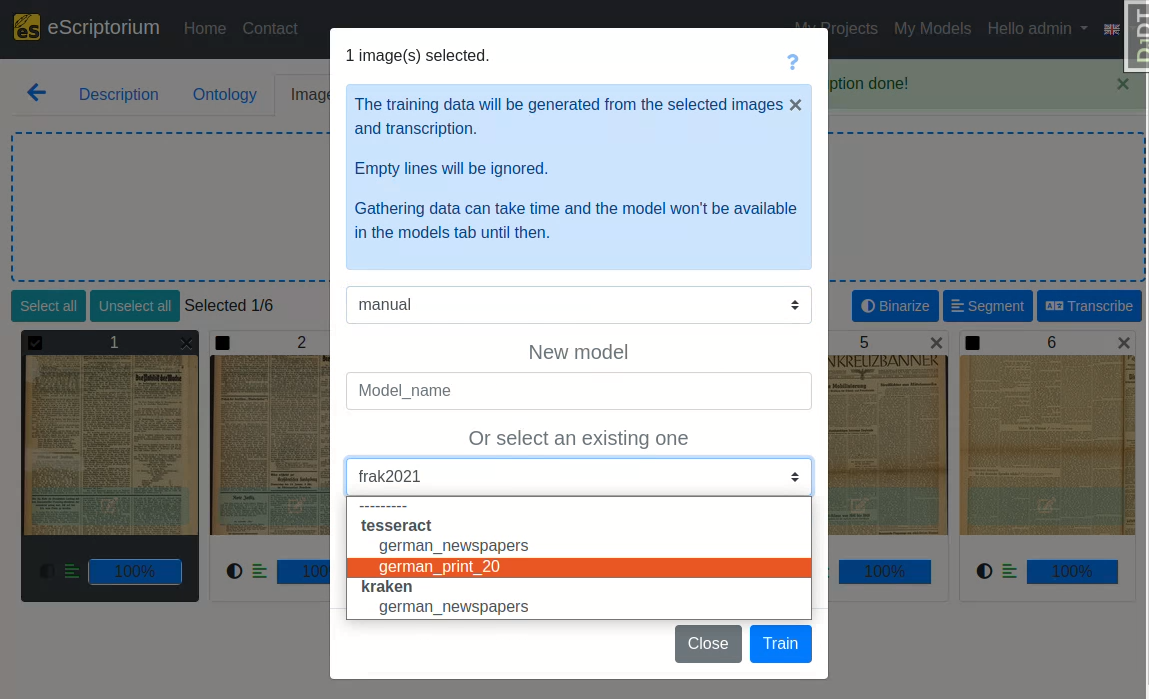 eScriptorium Home Contact My Projects My Models Hello admin
DjDT
Description Ontology Image
ption done!
1 image(s) selected.
?
The training data will be generated from the selected images
and transcription.
Empty lines will be ignored.
Gathering data can take time and the model won't be available
in the models tab until then.
Select all Unselect all Selected 1/6
Binarize Segment Transcribe
manual
New model
Model_name
Or select an existing one
frak2021
---------
tesseract
german_newspapers
german_print_20
kraken
german_newspapers
Close Train
1 2 5 6
NKREUZBANNER
100% 100 100% 100%